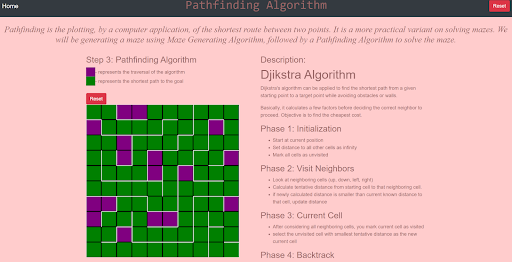 Home
Pathfinding Algorithm
Reset
Pathfinding is the plotting, by a computer application, of the shortest route between two points. It is a more practical variant on solving mazes. We
will be generating a maze using Maze Generating Algorithm, followed by a Pathfinding Algorithm to solve the maze.
Step 3: Pathfinding Algorithm
- represents the traversal of the algorithm
- represents the shortest path to the goal
Reset
Description:
Djikstra Algorithm
Dijkstra's algorithm can be applied to find the shortest path from a given
starting point to a target point while avoiding obstacles or walls.
Basically, it calculates a few factors before deciding the correct neighbor to
proceed. Objective is to find the cheapest cost.
Phase 1: Initialization
• Start at current position
• Set distance to all other cells as infinity
• Mark all cells as unvisited
Phase 2: Visit Neighbors
• Look at neighboring cells (up, down, left, right)
• Calculate tentative distance from starting cell to that neighboring cell.
• If newly calculated distance is smaller than current known distance to
that cell, update distance.
Phase 3: Current Cell
• After considering all neighboring cells, you mark current cell as visited
• select the unvisited cell with smallest tentative distance as the new
current cell
Phase 4: Backtrack